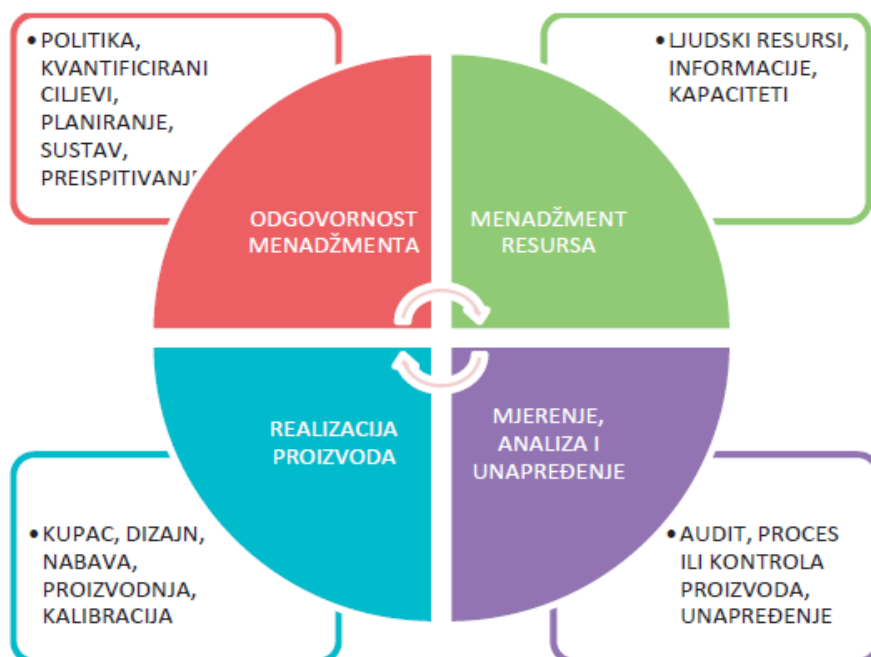 • POLITIKA,
KVANTIFICIRANI
CILJEVI,
PLANIRANJE,
SUSTAV,
PREISPITIVANJE
• LJUDSKI RESURSI,
INFORMACIJE,
KAPACITETI
ODGOVORNOST
MENADŽMENTA
MENADŽMENT
RESURSA
REALIZACIJA
PROIZVODA
MJERENJE,
ANALIZA I
UNAPREĐENJE
• KUPAC, DIZAJN,
NABAVA,
PROIZVODNJA,
KALIBRACIJA
• AUDIT, PROCES
ILI KONTROLA
PROIZVODA,
UNAPREĐENJE